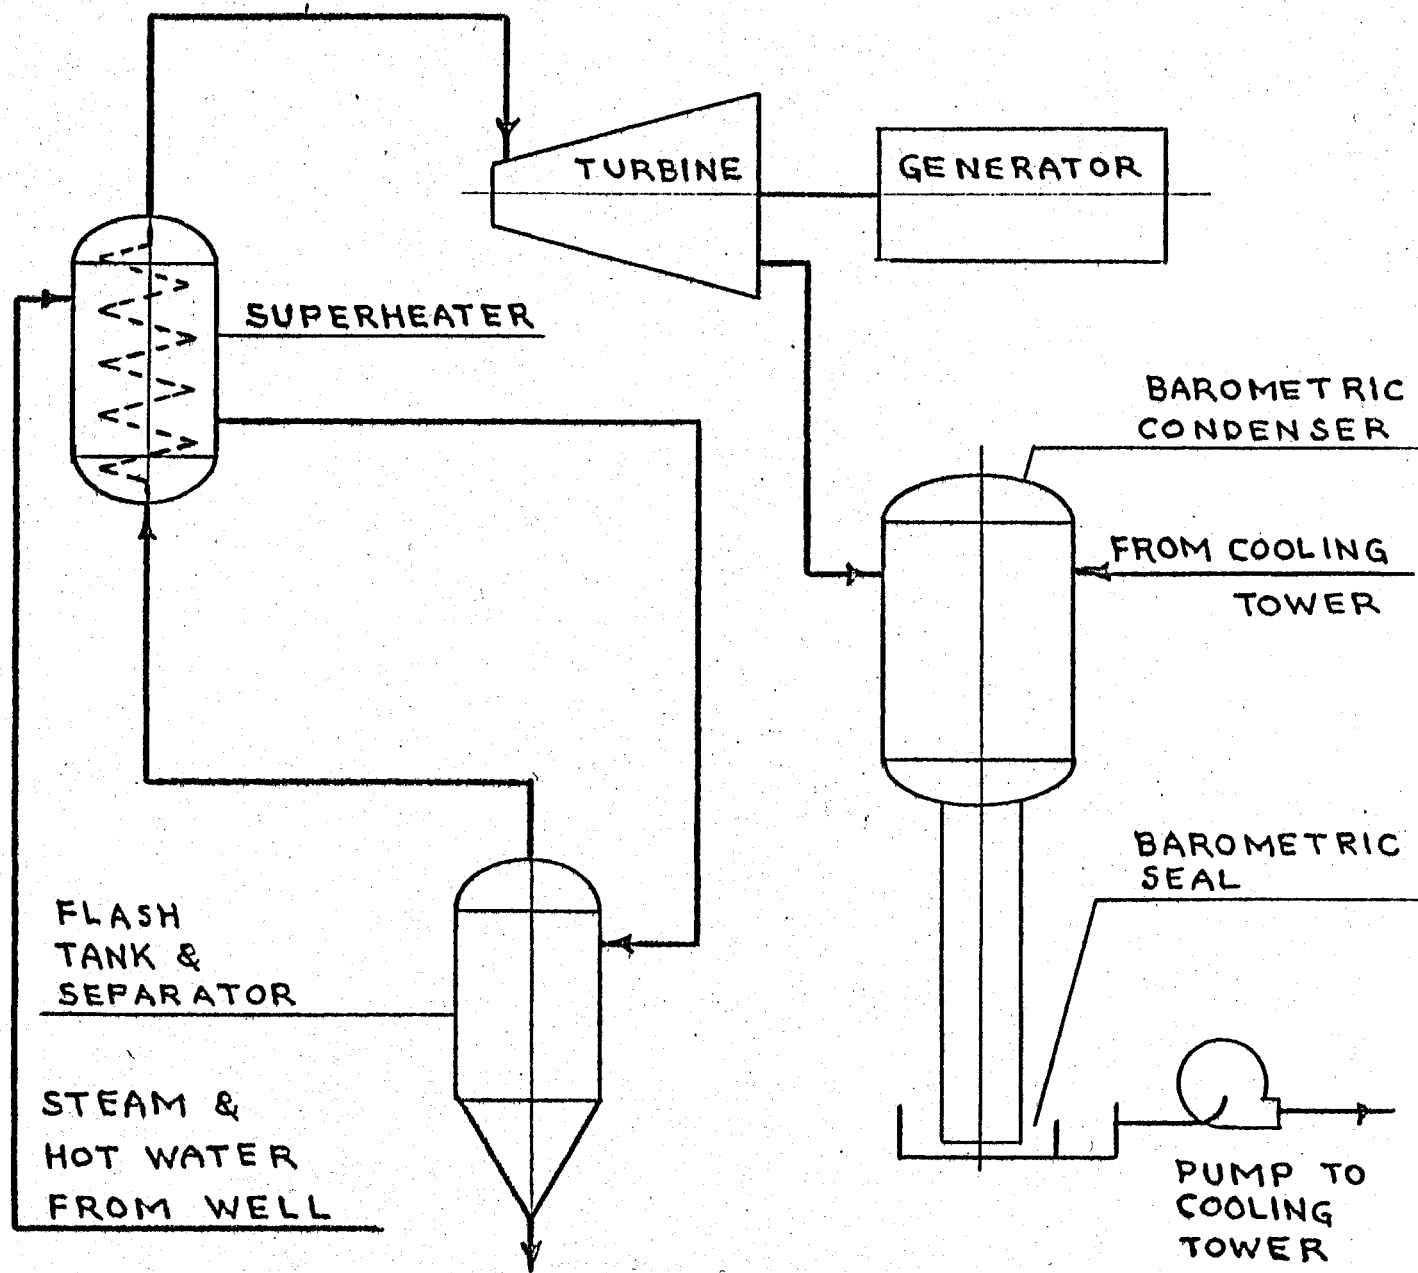 TURBINE
GENERATOR
SUPERHEATER
BAROMETRIC
CONDENSER
FROM COOLING
TOWER
BAROMETRIC
SEAL
FLASH
TANK &
SEPARATOR
STEAM &
HOT WATER
FROM WELL
PUMP TO
COOLING
TOWER